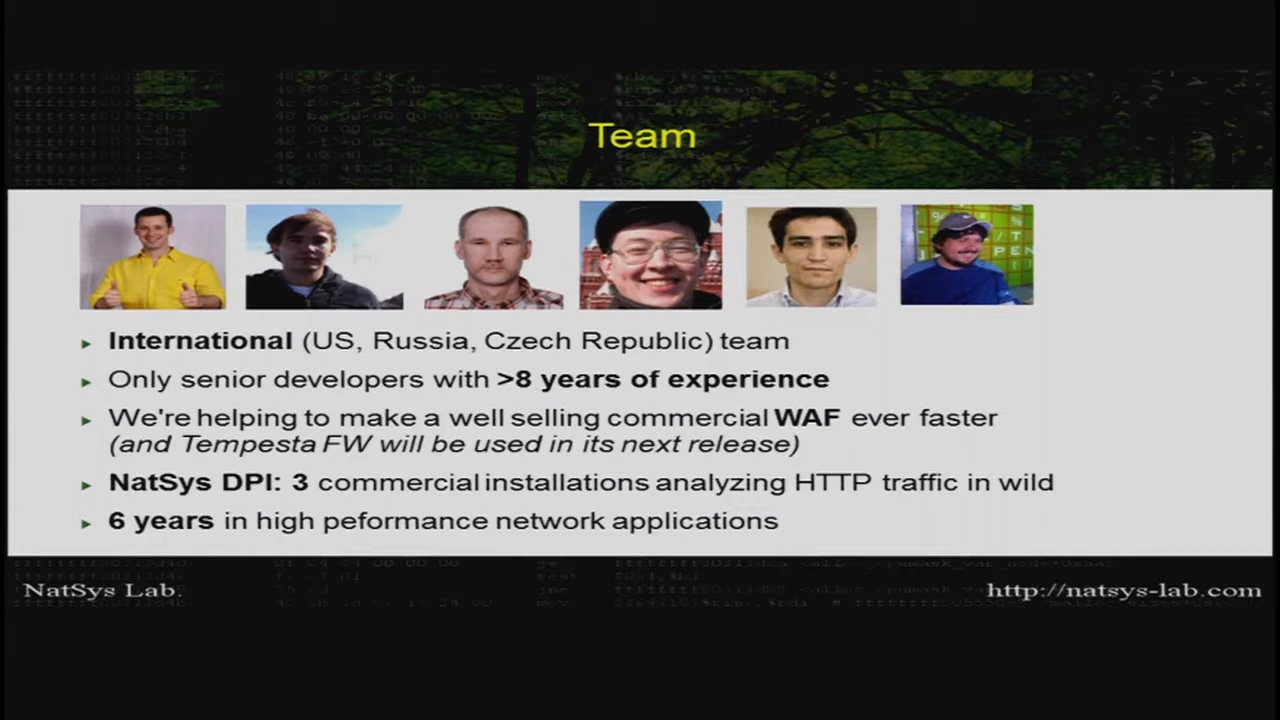 Team
International (US, Russia, Czech Republic) team
Only senior developers with >8 years of experience
We're helping to make a well selling commercial WAF ever faster
(and Tempesta FW will be used in its next release)
NatSys DPI: 3 commercial installations analyzing HTTP traffic in wild
6 years in high peformance network applications
NatSys Lab.
http://natsys-lab.com